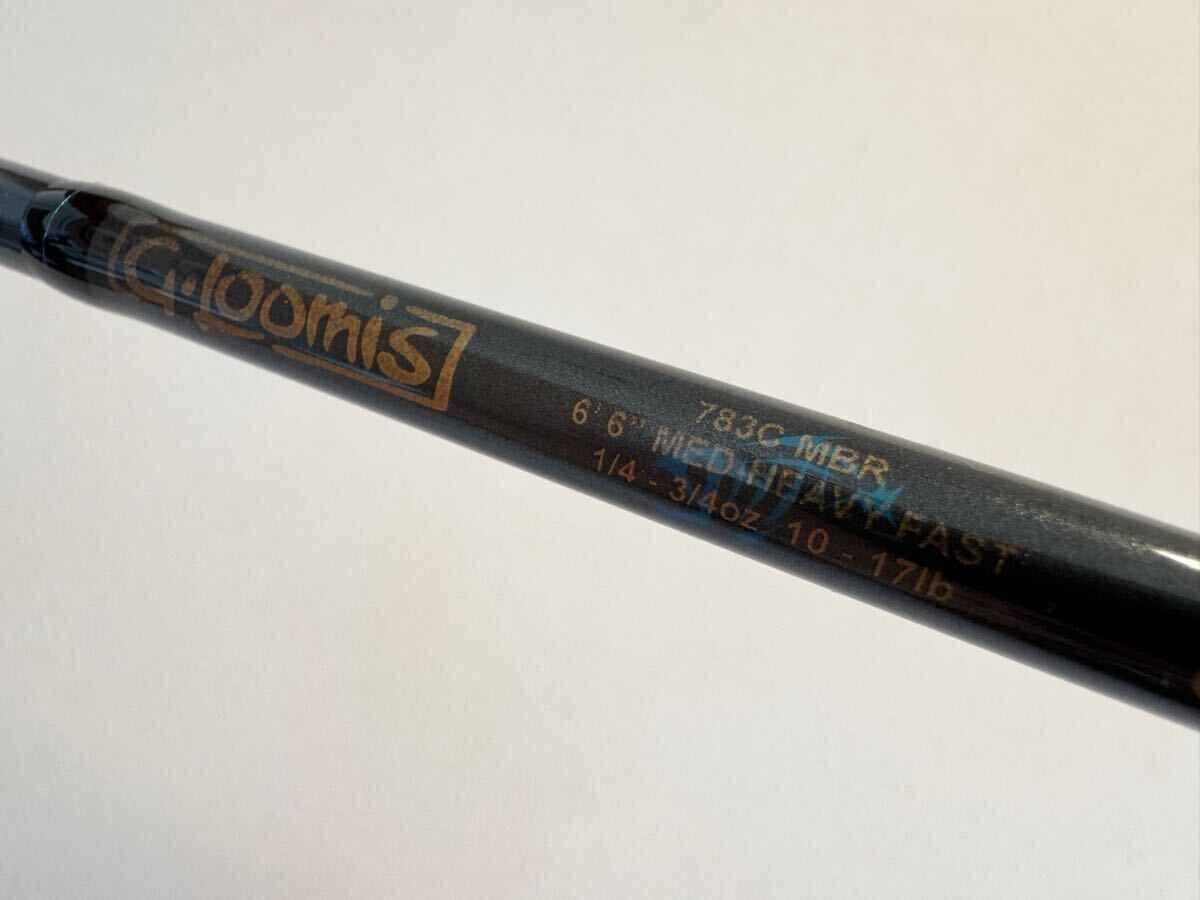 G.loomis
783C MBR
6' 6" MED-HEAVY FAST
1/4 - 3/4oz 10 - 17lb